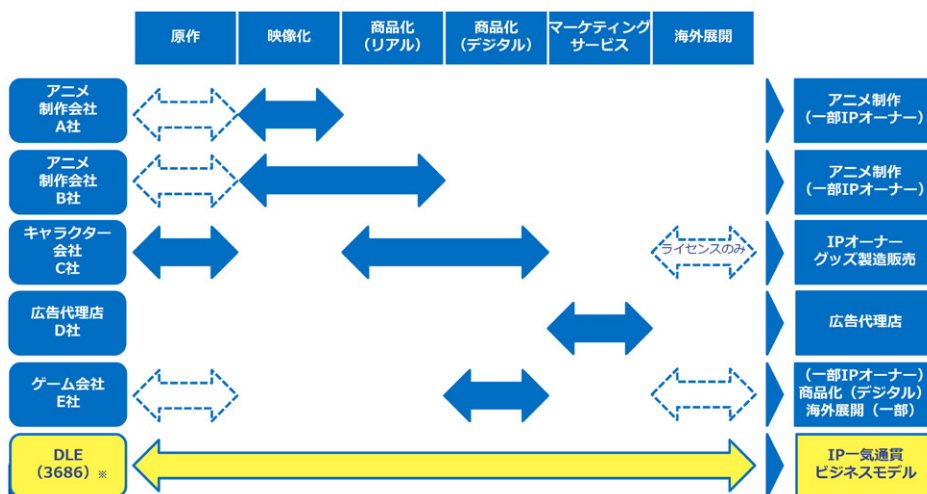 原作
映像化
商品化
（リアル）
商品化
（デジタル）
マーケティング
サービス
海外展開
アニメ
制作会社
A社
アニメ制作
（一部IPオーナー）
アニメ
制作会社
B社
アニメ制作
（一部IPオーナー）
キャラクター
会社
C社
ライセンスのみ
IPオーナー
グッズ製造販売
広告代理店
D社
広告代理店
ゲーム会社
E社
（一部IPオーナー）
商品化（デジタル）
海外展開（一部）
DLE
（3686）※
IP一気通貫
ビジネスモデル